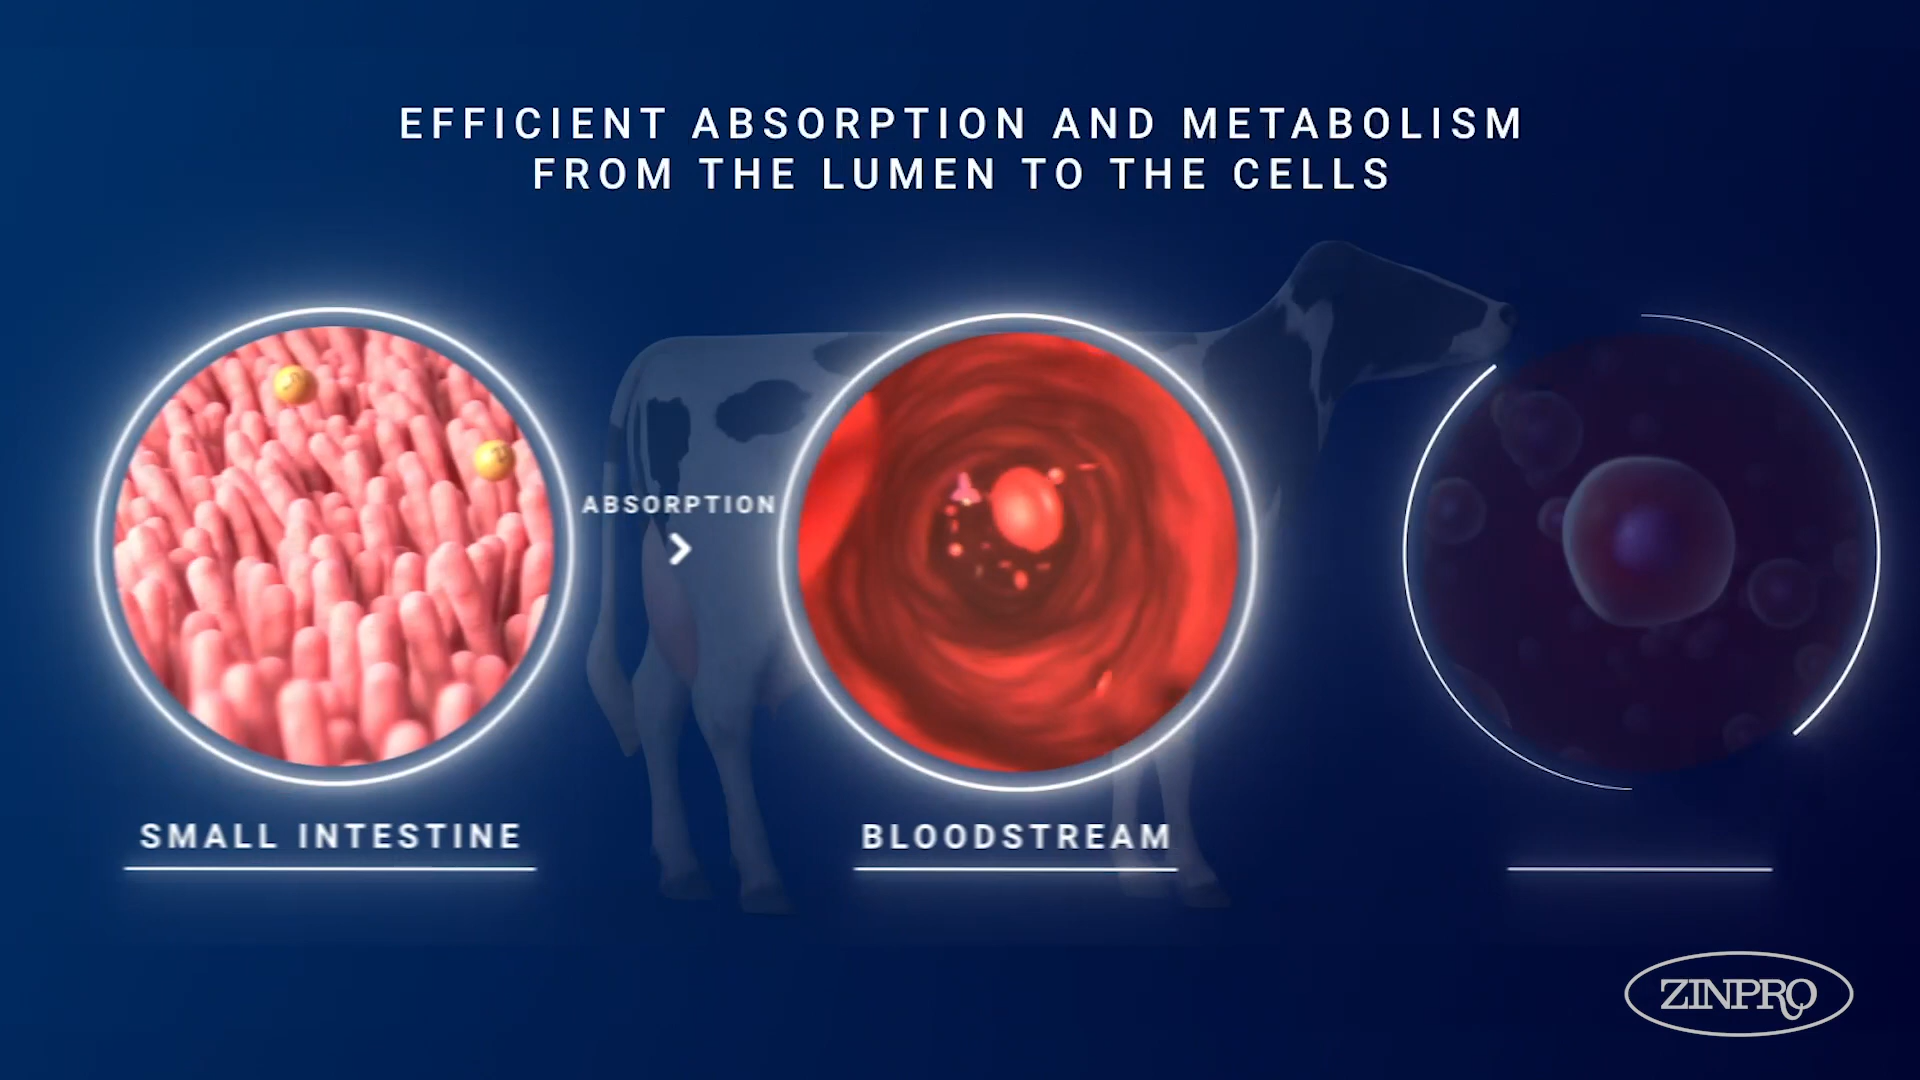 EFFICIENT ABSORPTION AND METABOLISM
FROM THE LUMEN TO THE CELLS
ABSORPTION
SMALL INTESTINE
BLOODSTREAM
ZINPRO